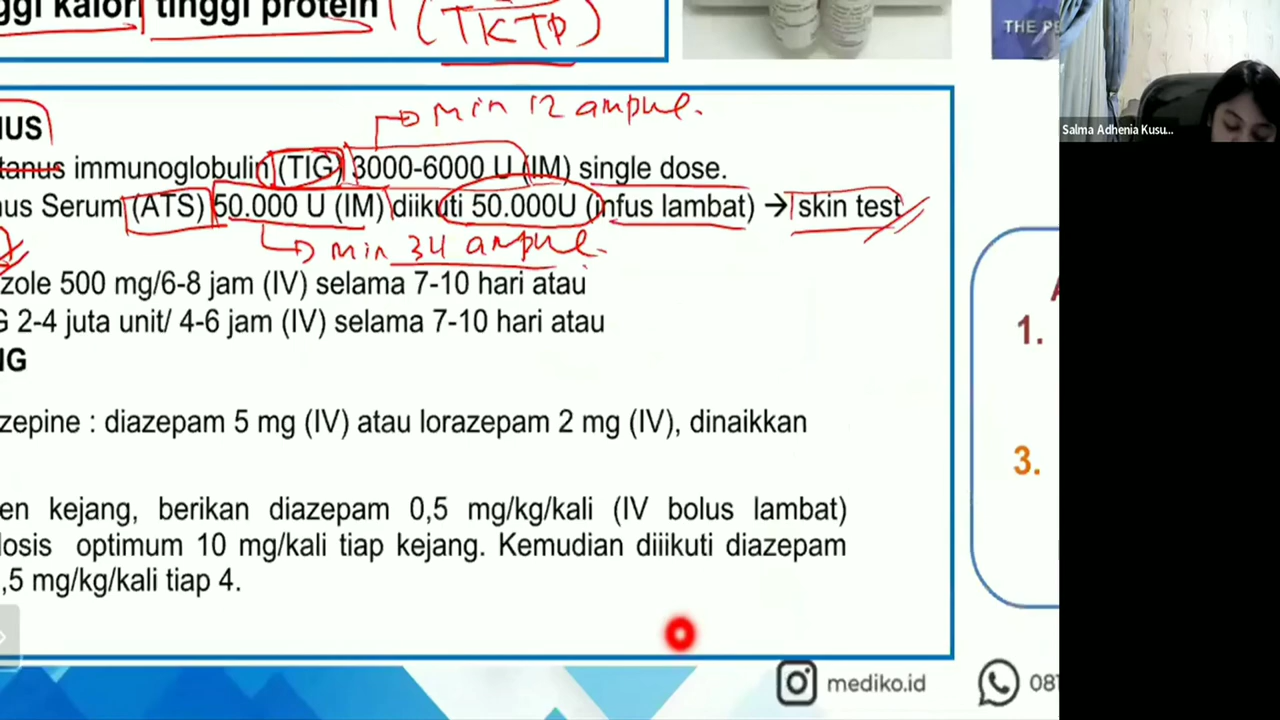 ggi kalori tinggi protein
(TKTP)
THE PE
Salma Adhenia Kusu...
→ min 12 ampul.
US
tanus immunoglobulin (TIG) 3000-6000 U (IM) single dose.
us Serum (ATS) 50.000 U (IM) diikuti 50.000U (infus lambat) → skin test
→ min 34 ampul.
zole 500 mg/6-8 jam (IV) selama 7-10 hari atau
G 2-4 juta unit/ 4-6 jam (IV) selama 7-10 hari atau
NG
zepine : diazepam 5 mg (IV) atau lorazepam 2 mg (IV), dinaikkan
en kejang, berikan diazepam 0,5 mg/kg/kali (IV bolus lambat)
dosis optimum 10 mg/kali tiap kejang. Kemudian diiikuti diazepam
,5 mg/kg/kali tiap 4.
1.
3.
mediko.id
081